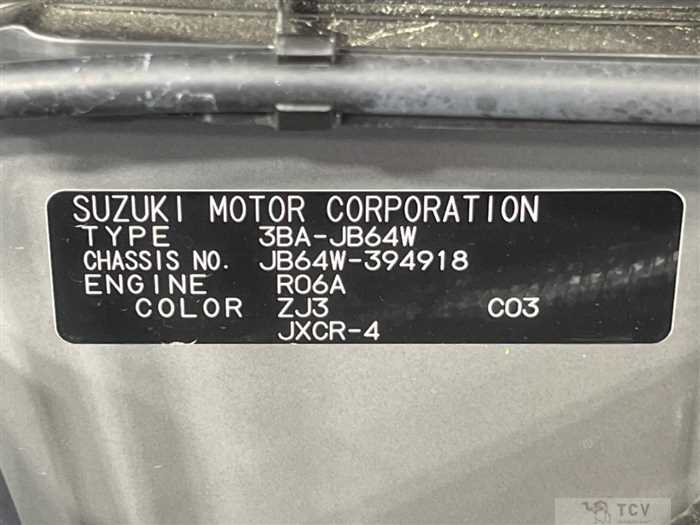 SUZUKI MOTOR CORPORATION
TYPE 3BA-JB64W
CHASSIS NO. JB64W-394918
ENGINE R06A
COLOR ZJ3 C03
JXCR-4
TCV